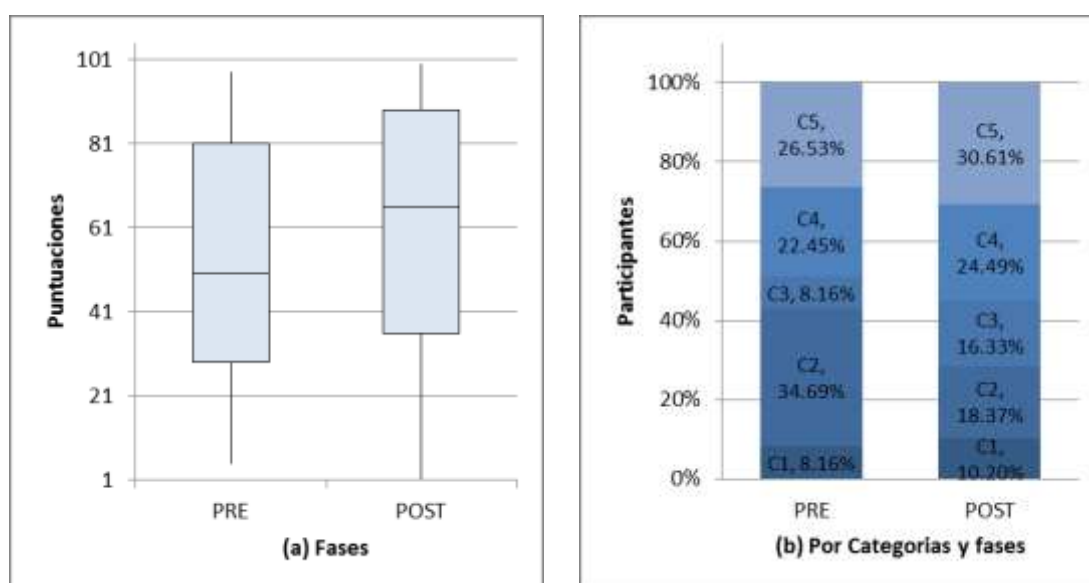 101
81
61
41
21
1
Puntuaciones
PRE
POST
(a) Fases
100%
80%
60%
40%
20%
0%
Participantes
C5,
26.53%
C4,
22.45%
C3, 8.16%
C2,
34.69%
C1, 8.16%
C5,
30.61%
C4,
24.49%
C3,
16.33%
C2,
18.37%
C1,
10.20%
PRE
POST
(b) Por Categorias y fases